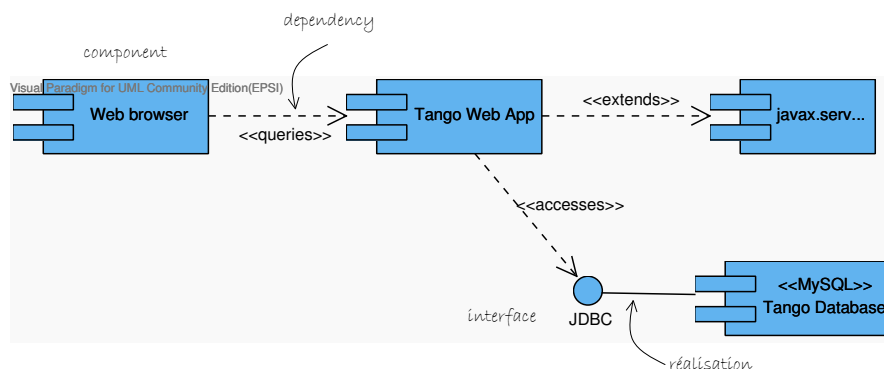 dependency
component
Visual Paradigm for UML Community Edition(EPSI)
Web browser
<<queries>>
Tango Web App
<<extends>>
javax.serv...
<<accesses>>
JDBC
interface
<<MySQL>>
Tango Database
réalisation